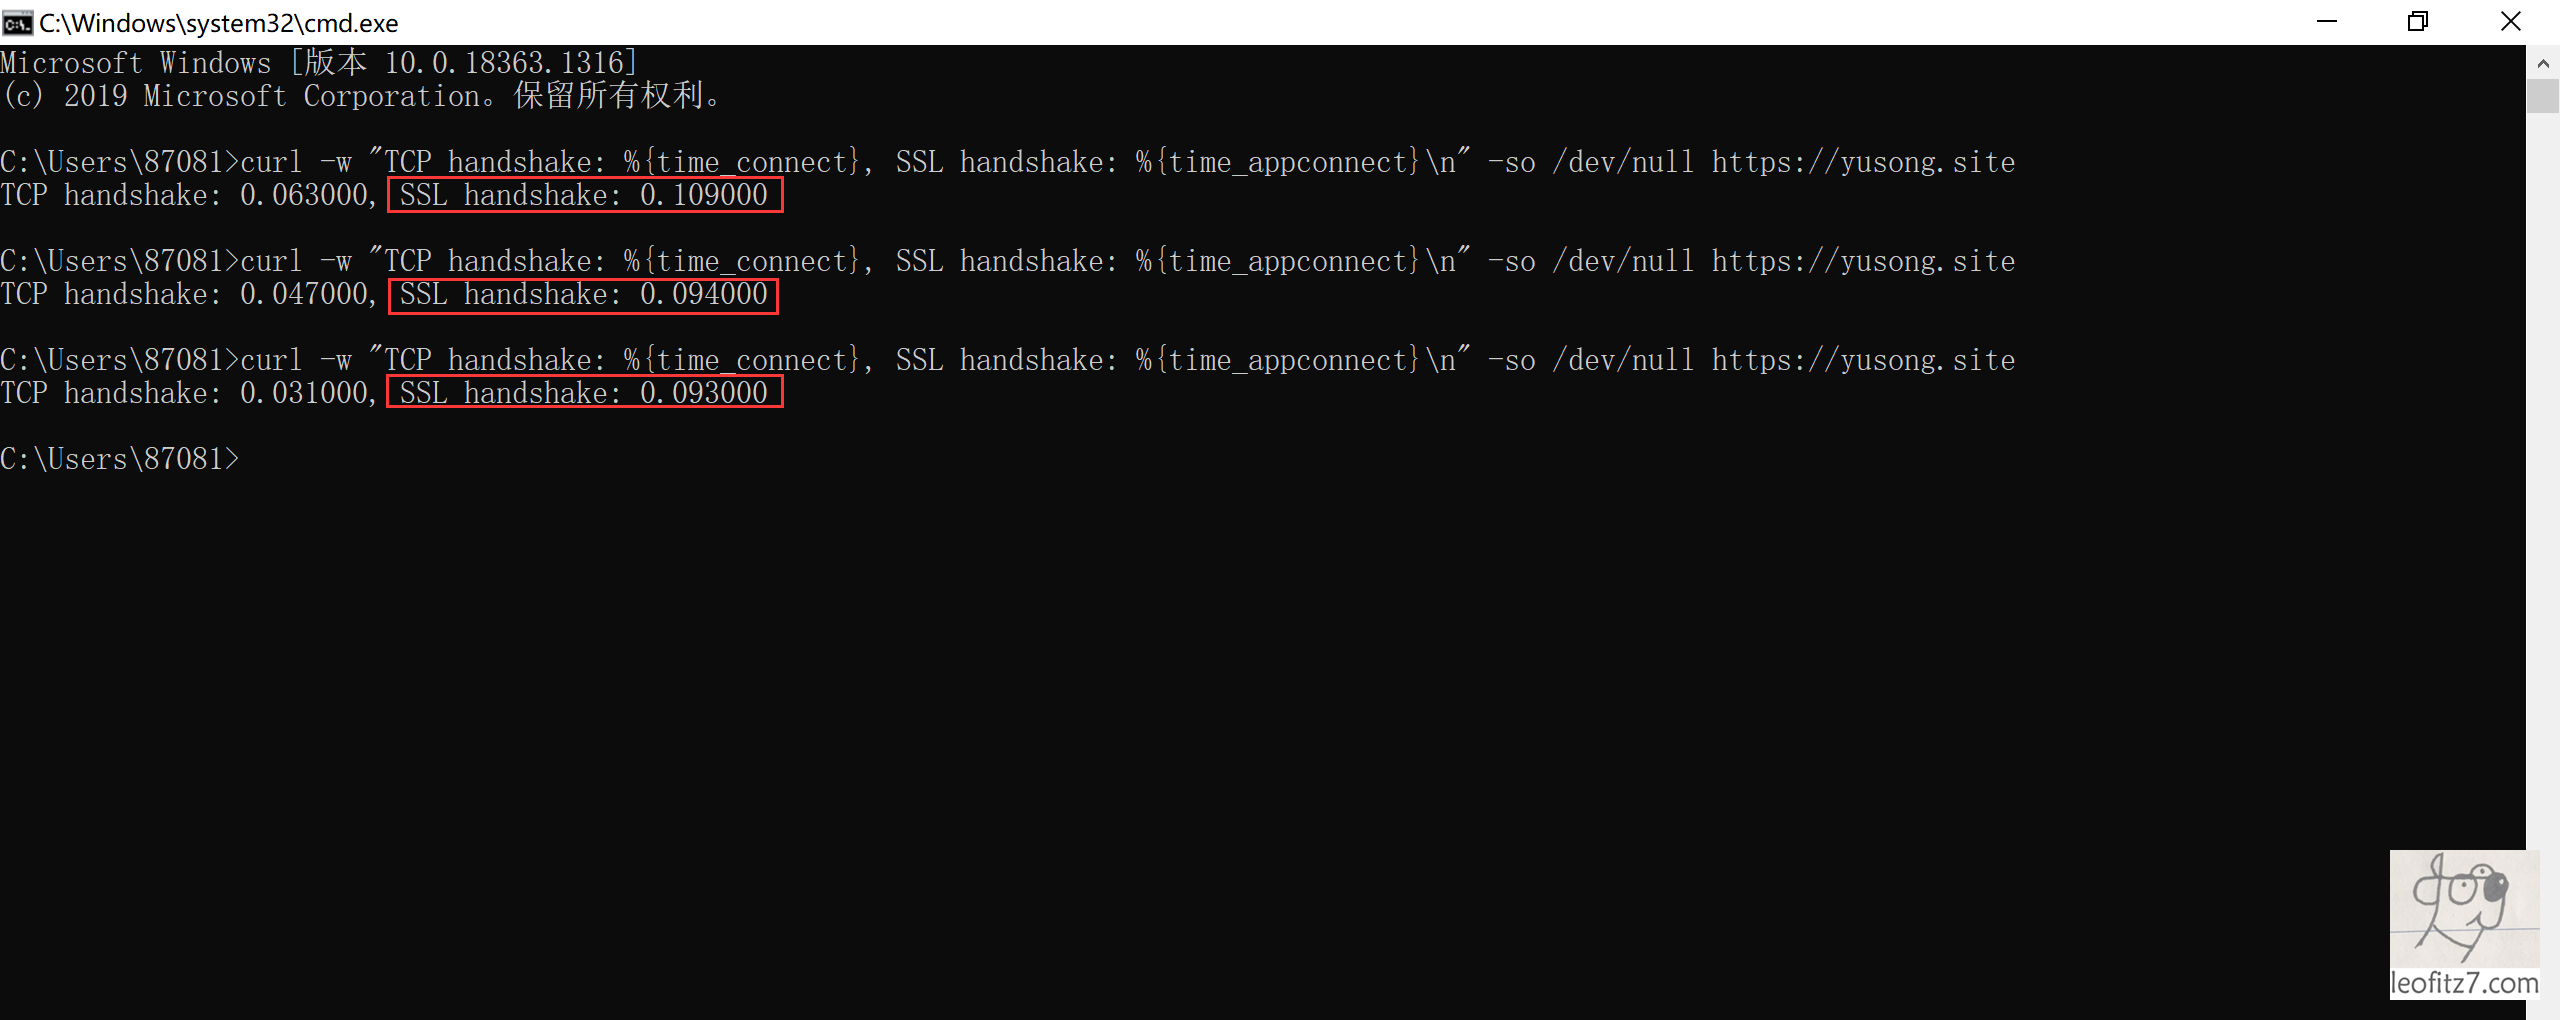 C:\Windows\system32\cmd.exe
Microsoft Windows [版本 10.0.18363.1316]
(c) 2019 Microsoft Corporation。保留所有权利。
C:\Users\87081>curl -w "TCP handshake: %{time_connect}, SSL handshake: %{time_appconnect}\n" -so /dev/null https://yusong.site
TCP handshake: 0.063000, SSL handshake: 0.109000
C:\Users\87081>curl -w "TCP handshake: %{time_connect}, SSL handshake: %{time_appconnect}\n" -so /dev/null https://yusong.site
TCP handshake: 0.047000, SSL handshake: 0.094000
C:\Users\87081>curl -w "TCP handshake: %{time_connect}, SSL handshake: %{time_appconnect}\n" -so /dev/null https://yusong.site
TCP handshake: 0.031000, SSL handshake: 0.093000
C:\Users\87081>
dog
leofitz7.com